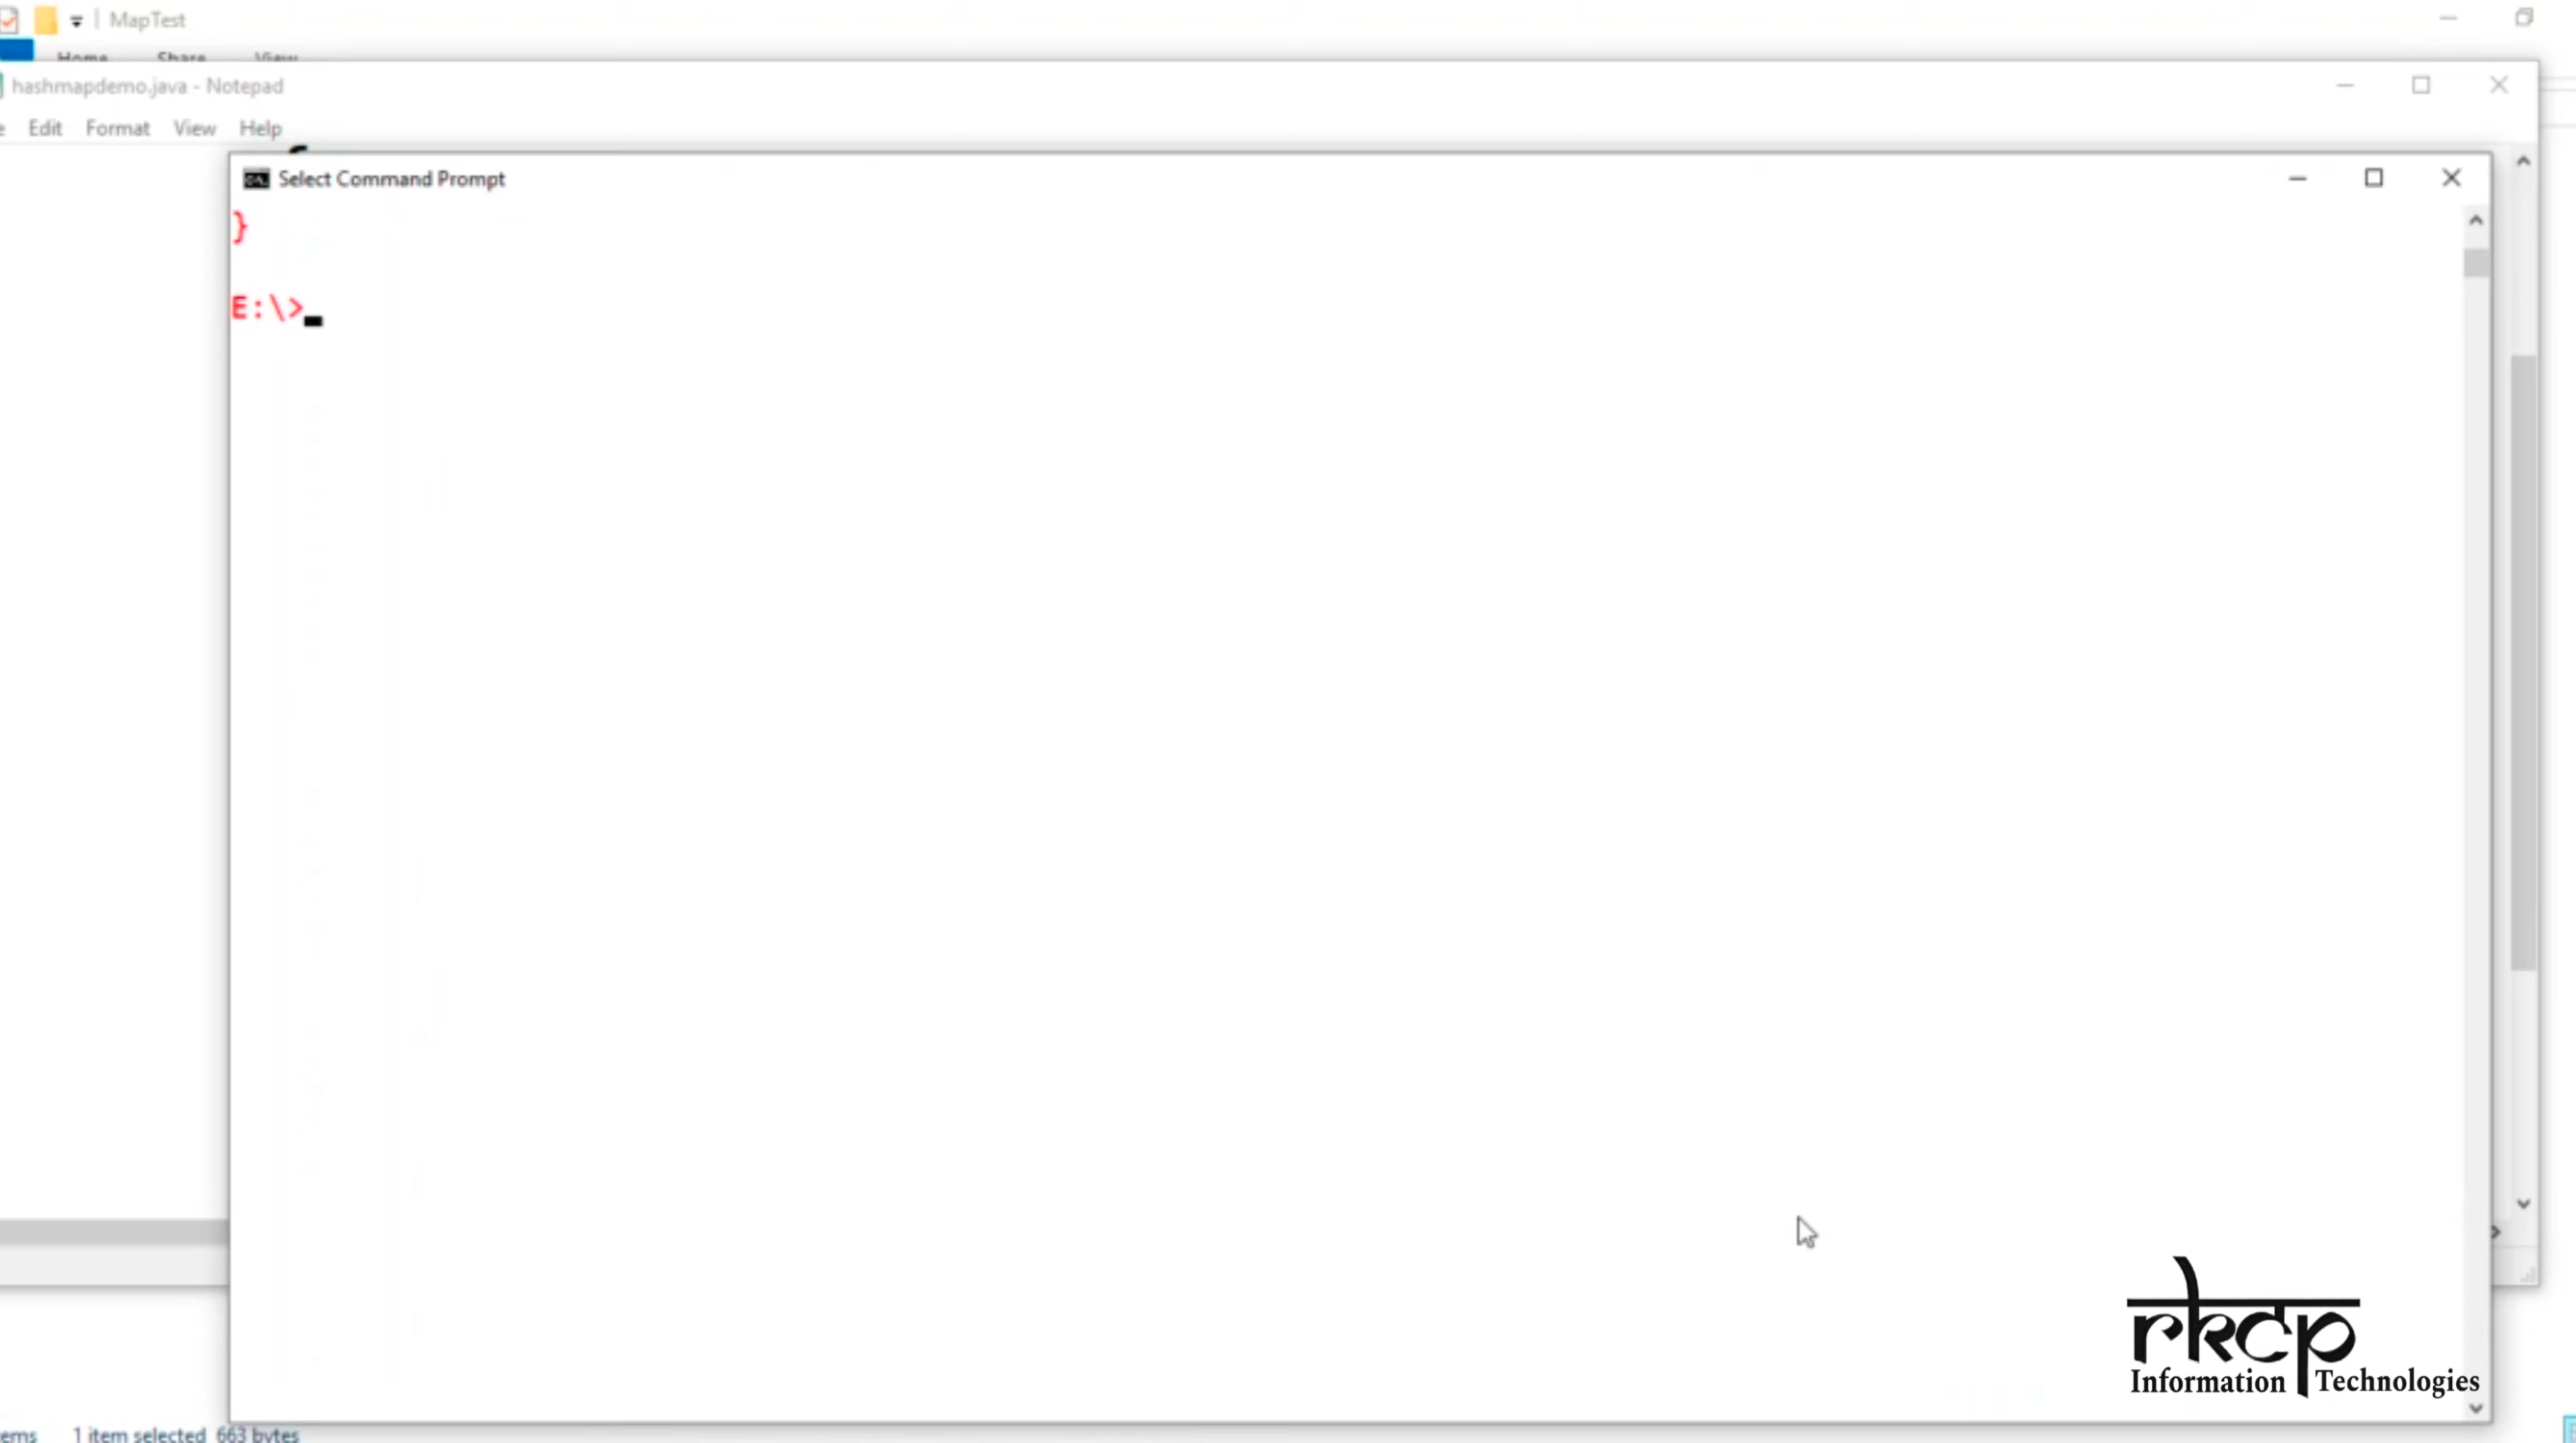 MapTest
Home Share View
hashmapdemo.java - Notepad
Edit Format View Help
Select Command Prompt
}
E:\>
rkcp
Information Technologies
1 item selected 663 bytes